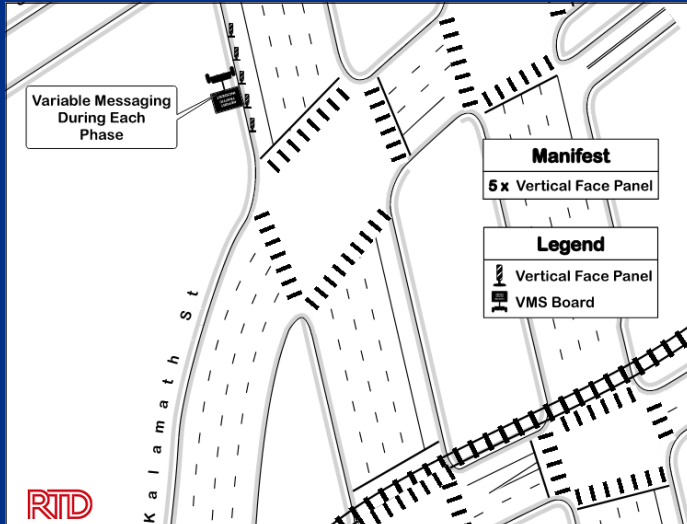 Variable Messaging
During Each
Phase
Manifest
5 x Vertical Face Panel
Legend
Vertical Face Panel
VMS Board
Kalamath St
RTD